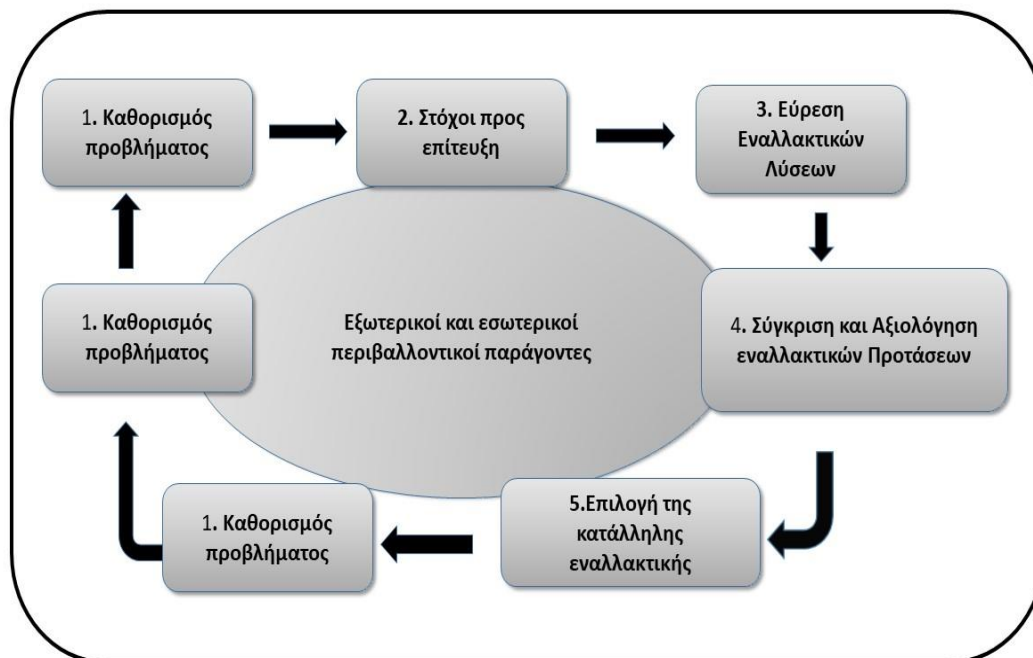 1. Καθορισμός
προβλήματος
2. Στόχοι προς
επίτευξη
3. Εύρεση
Εναλλακτικών
Λύσεων
1. Καθορισμός
προβλήματος
Εξωτερικοί και εσωτερικοί
περιβαλλοντικοί παράγοντες
4. Σύγκριση και Αξιολόγηση
εναλλακτικών Προτάσεων
1. Καθορισμός
προβλήματος
5.Επιλογή της
κατάλληλης
εναλλακτικής